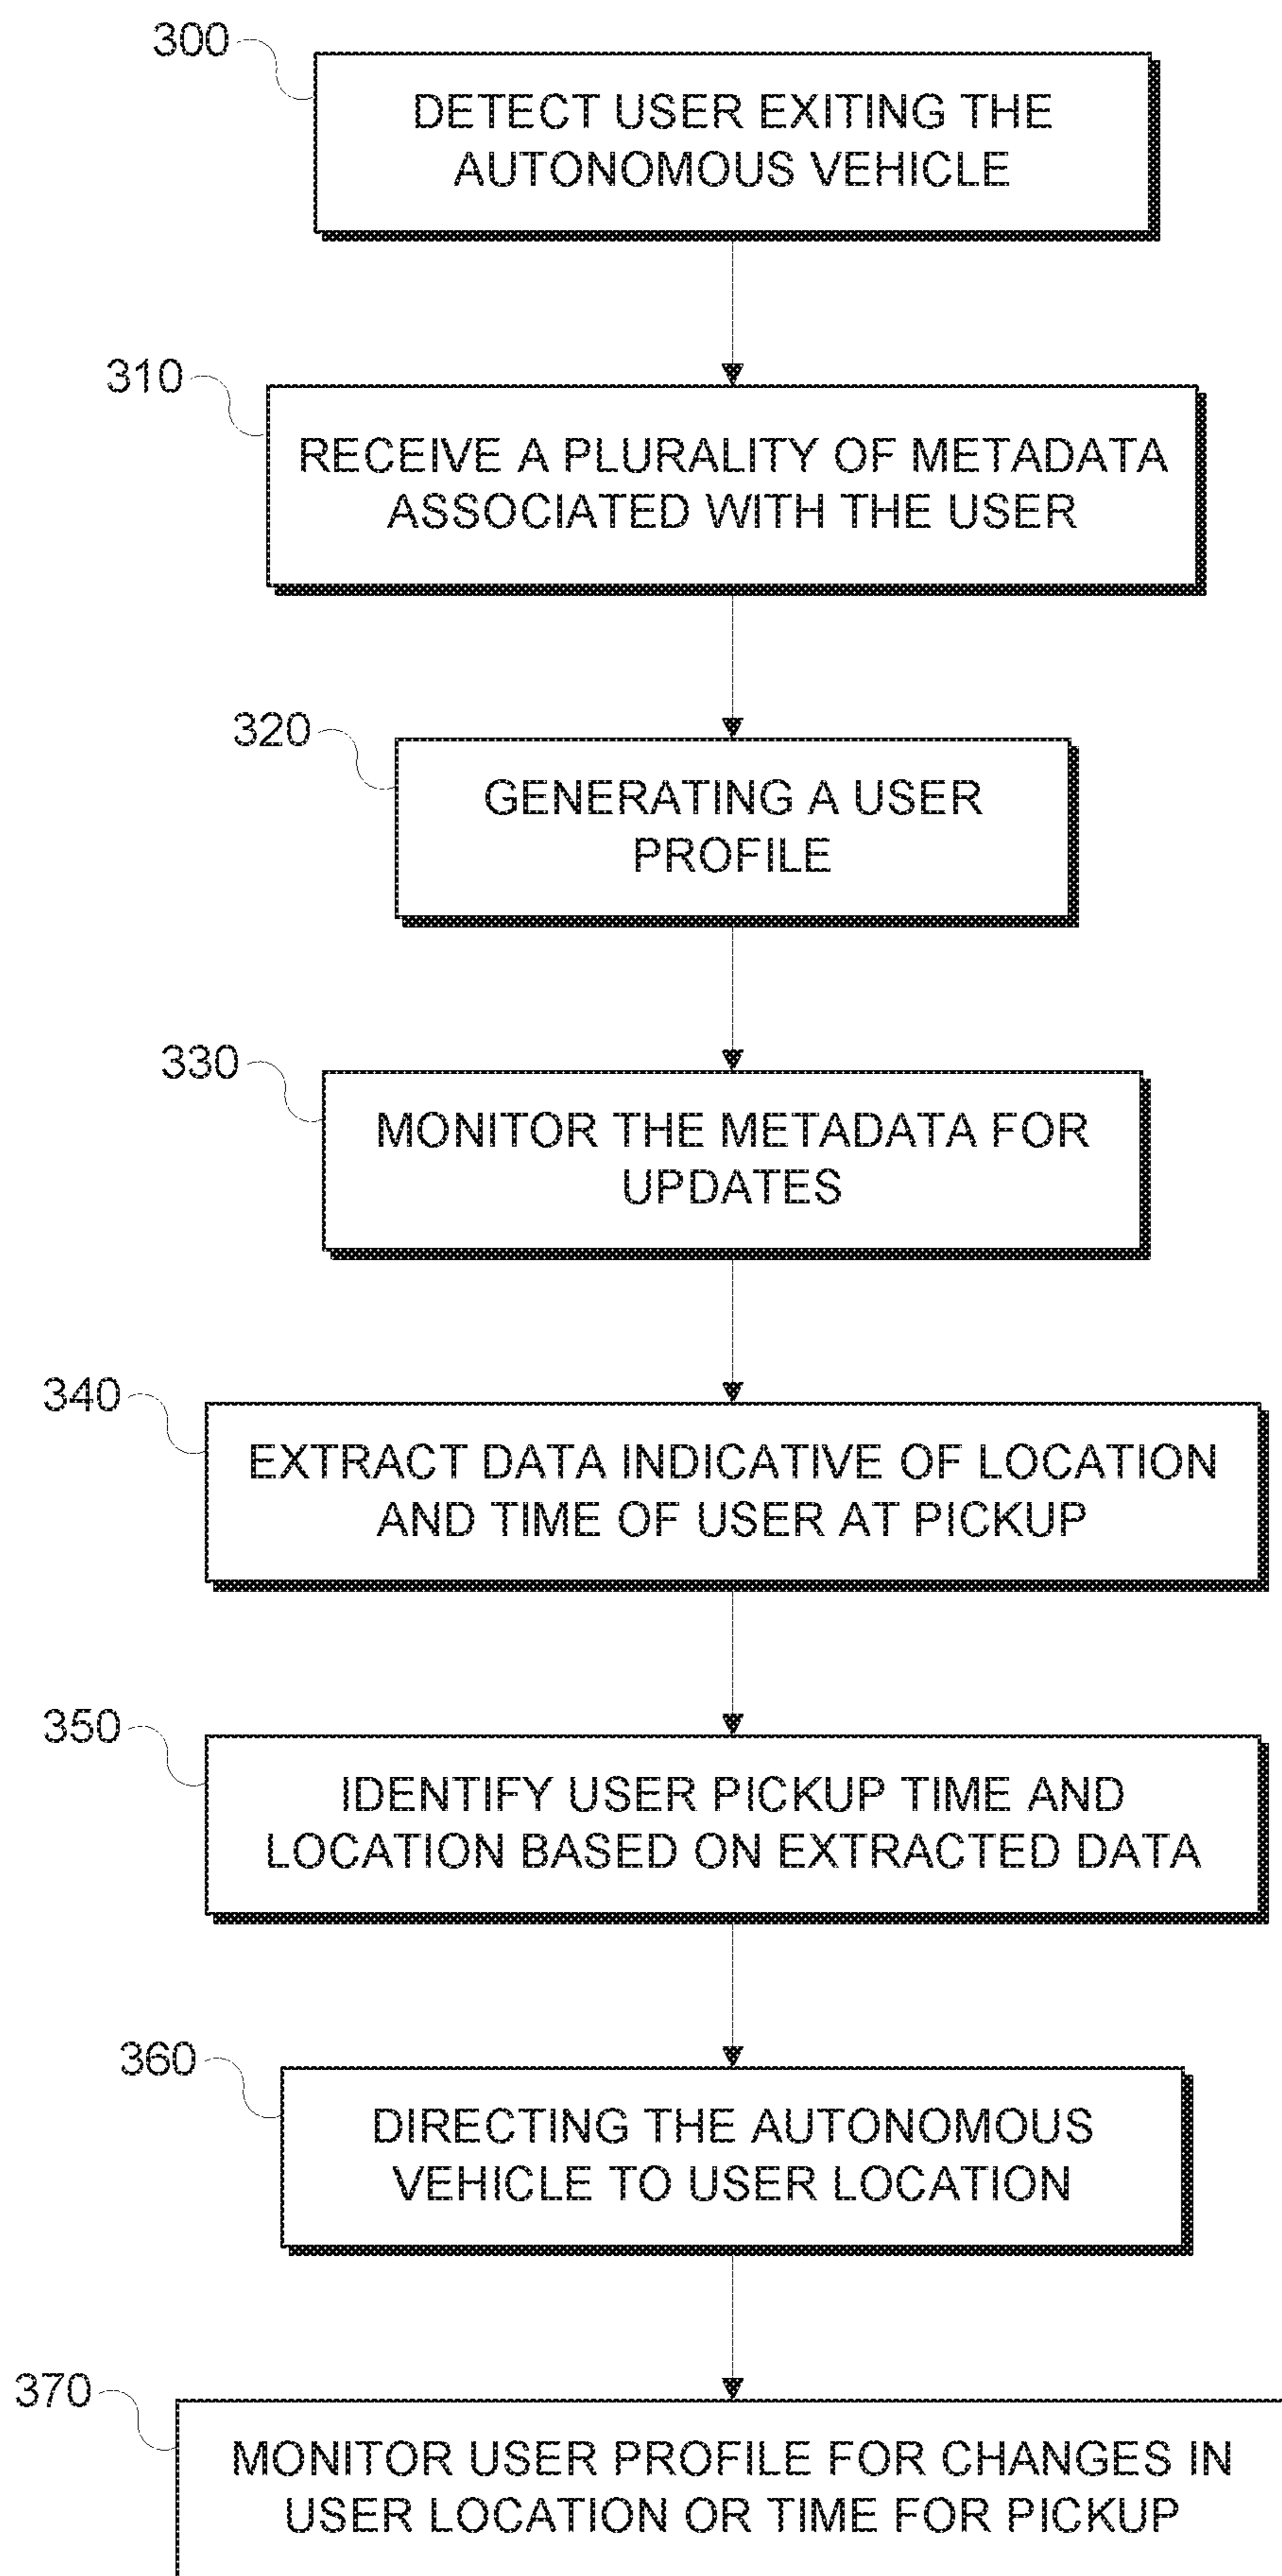 300
DETECT USER EXITING THE
AUTONOMOUS VEHICLE
310
RECEIVE A PLURALITY OF METADATA
ASSOCIATED WITH THE USER
320
GENERATING A USER
PROFILE
330
MONITOR THE METADATA FOR
UPDATES
340
EXTRACT DATA INDICATIVE OF LOCATION
AND TIME OF USER AT PICKUP
350
IDENTIFY USER PICKUP TIME AND
LOCATION BASED ON EXTRACTED DATA
360
DIRECTING THE AUTONOMOUS
VEHICLE TO USER LOCATION
370
MONITOR USER PROFILE FOR CHANGES IN
USER LOCATION OR TIME FOR PICKUP